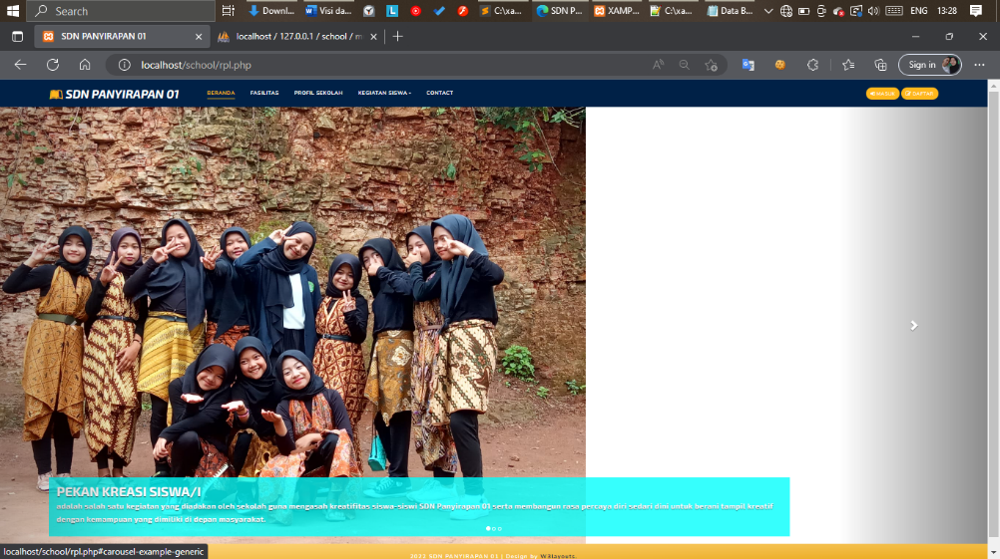 Search
Downl...
W Visi da...
C:\xa...
SDN P...
XAMP...
C:\xa...
Data B...
ENG
13:28
SDN PANYIRAPAN 01
localhost / 127.0.0.1 / school / m
localhost/school/rpl.php
Sign in
SDN PANYIRAPAN 01
BERANDA
FASILITAS
PROFIL SEKOLAH
KEGIATAN SISWA
CONTACT
MASUK
DAFTAR
PEKAN KREASI SISWA/I
adalah salah satu kegiatan yang diadakan oleh sekolah guna mengasah kreatifitas siswa-siswi SDN Panyirapan 01 serta membangun rasa percaya diri sedari dini untuk berani tampil kreatif
dengan kemampuan yang dimiliki di depan masyarakat.
localhost/school/rpl.php#carousel-example-generic
2022 SDN PANYIRAPAN 01 | Design by W3layouts.